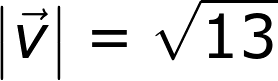 |v⃗| = √13